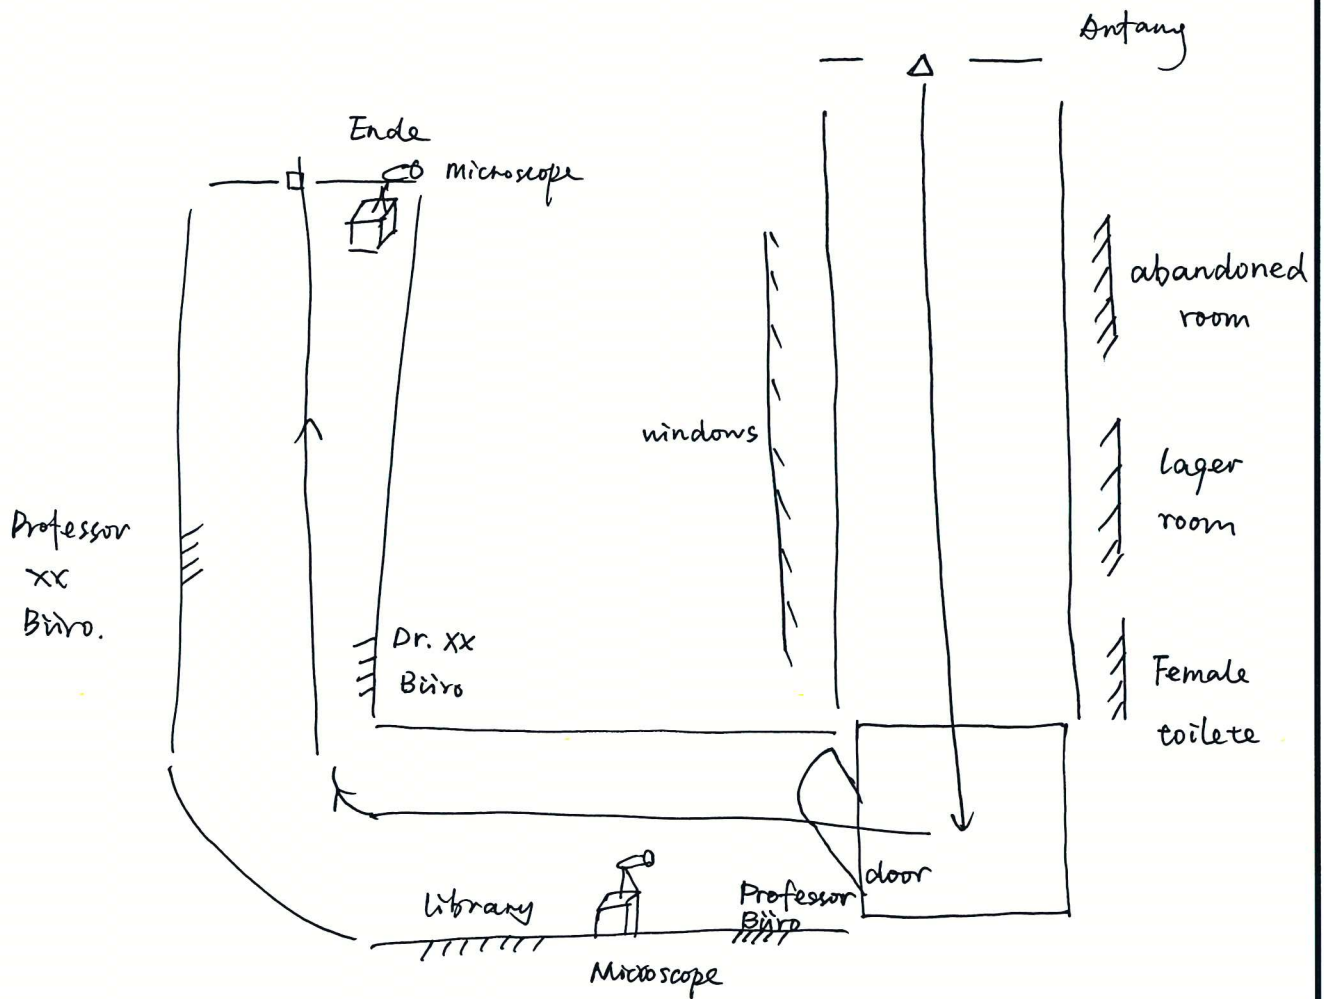 Antang
Ende
microscope
abandoned
room
windows
lager
room
Professor
xx
Büro.
Dr. xx
Büro
Female
toilete
door
library
Professor
Büro
Microscope